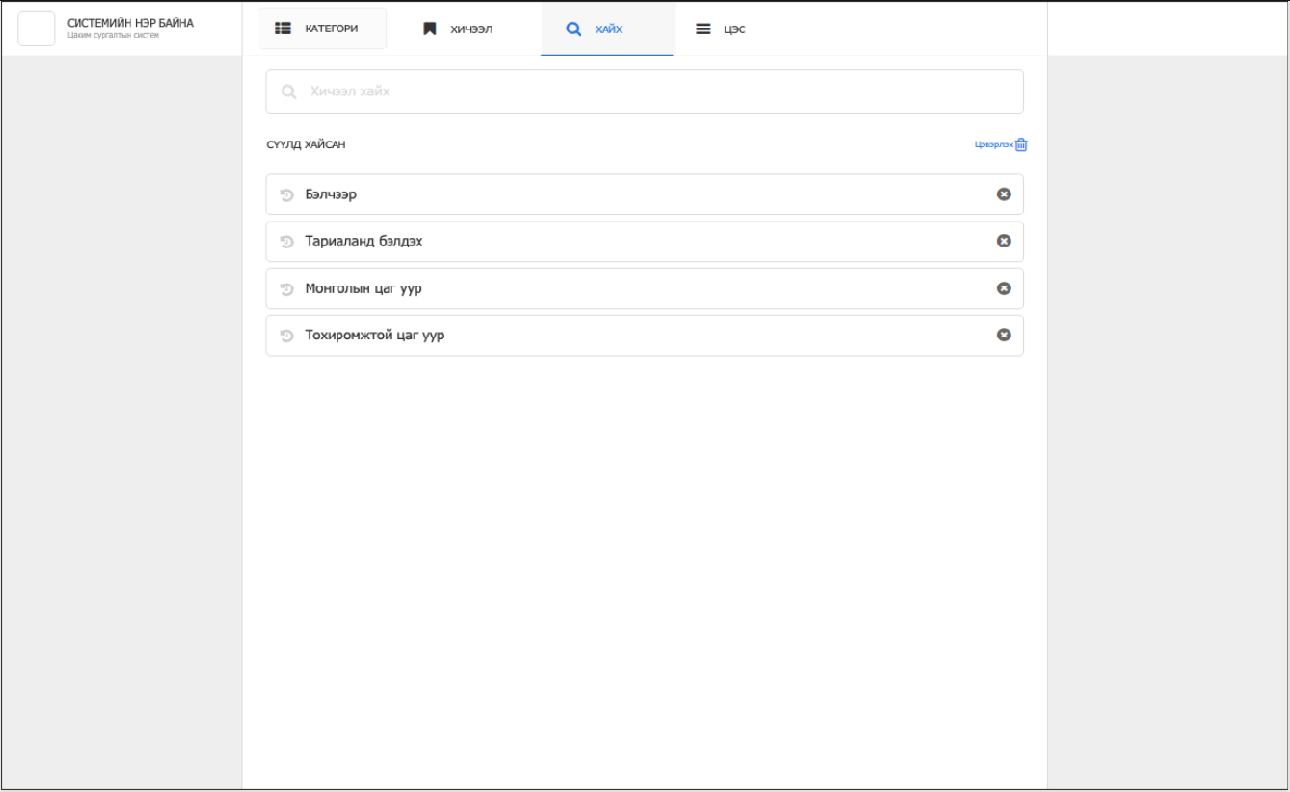 СИСТЕМИЙН НЭР БАЙНА
Цахим сургалтын систем
КАТЕГОРИ
ХИЧЭЭЛ
ХАЙХ
ЦЭС
Хичээл хайх
СҮҮЛД ХАЙСАН
Цэвэрлэх
Бэлчээр
Тариаланд бэлдэх
Монголын цаг уур
Тохиромжтой цаг уур